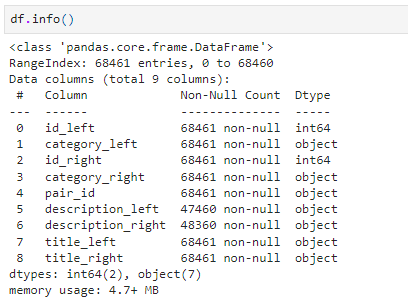 df.info()
<class 'pandas.core.frame.DataFrame'>
RangeIndex: 68461 entries, 0 to 68460
Data columns (total 9 columns):
 #   Column             Non-Null Count  Dtype
---  ------             --------------  -----
 0   id_left            68461 non-null  int64
 1   category_left      68461 non-null  object
 2   id_right           68461 non-null  int64
 3   category_right     68461 non-null  object
 4   pair_id            68461 non-null  object
 5   description_left   47460 non-null  object
 6   description_right  48360 non-null  object
 7   title_left         68461 non-null  object
 8   title_right        68461 non-null  object
dtypes: int64(2), object(7)
memory usage: 4.7+ MB